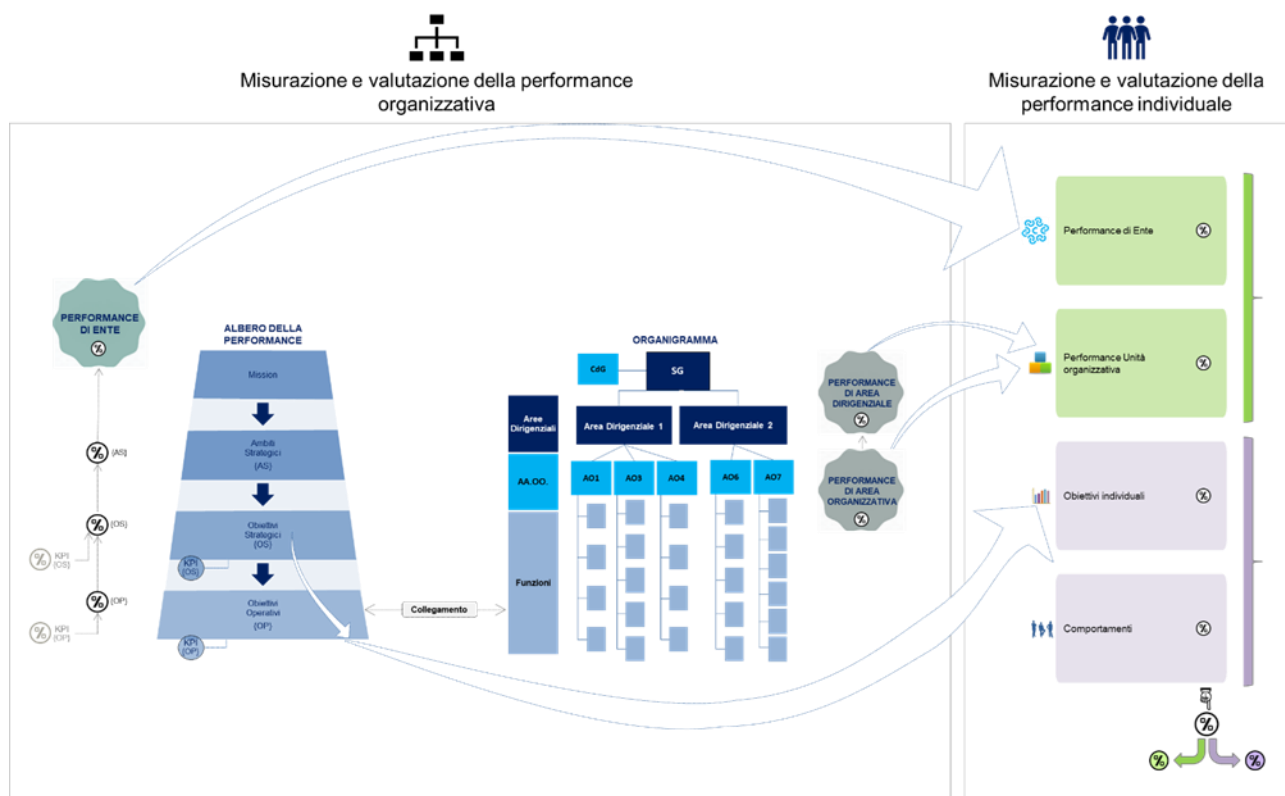 Misurazione e valutazione della performance
organizzativa
Misurazione e valutazione della
performance individuale
PERFORMANCE
DI ENTE
%
% {AS}
% {OS}
% KPI
{OS}
% {OP}
% KPI
{OP}
ALBERO DELLA
PERFORMANCE
Mission
Ambiti
Strategici
{AS}
Obiettivi
Strategici
{OS}
KPI
{OS}
Obiettivi
Operativi
{OP}
KPI
{OP}
Collegamento
ORGANIGRAMMA
CdG
SG
Aree
Dirigenziali
Area Dirigenziale 1
Area Dirigenziale 2
AA.OO.
AO1
AO3
AO4
AO6
AO7
Funzioni
PERFORMANCE
DI AREA
DIRIGENZIALE
%
PERFORMANCE
DI AREA
ORGANIZZATIVA
%
Performance di Ente
%
Performance Unità
organizzativa
%
Obiettivi individuali
%
Comportamenti
%
%
%
%